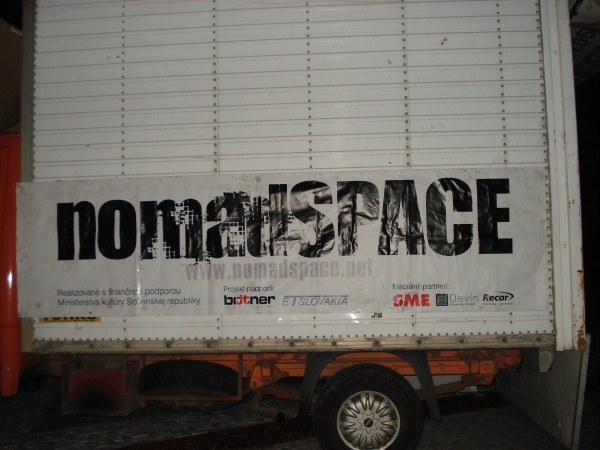 nomadSPACE
www.nomadspace.net
Realizované s finančnou podporou
Ministerstva kultúry Slovenskej republiky
Projekt podporili:
britner
ET SLOVAKIA
Mediálni partneri:
SME
Devín
Recar